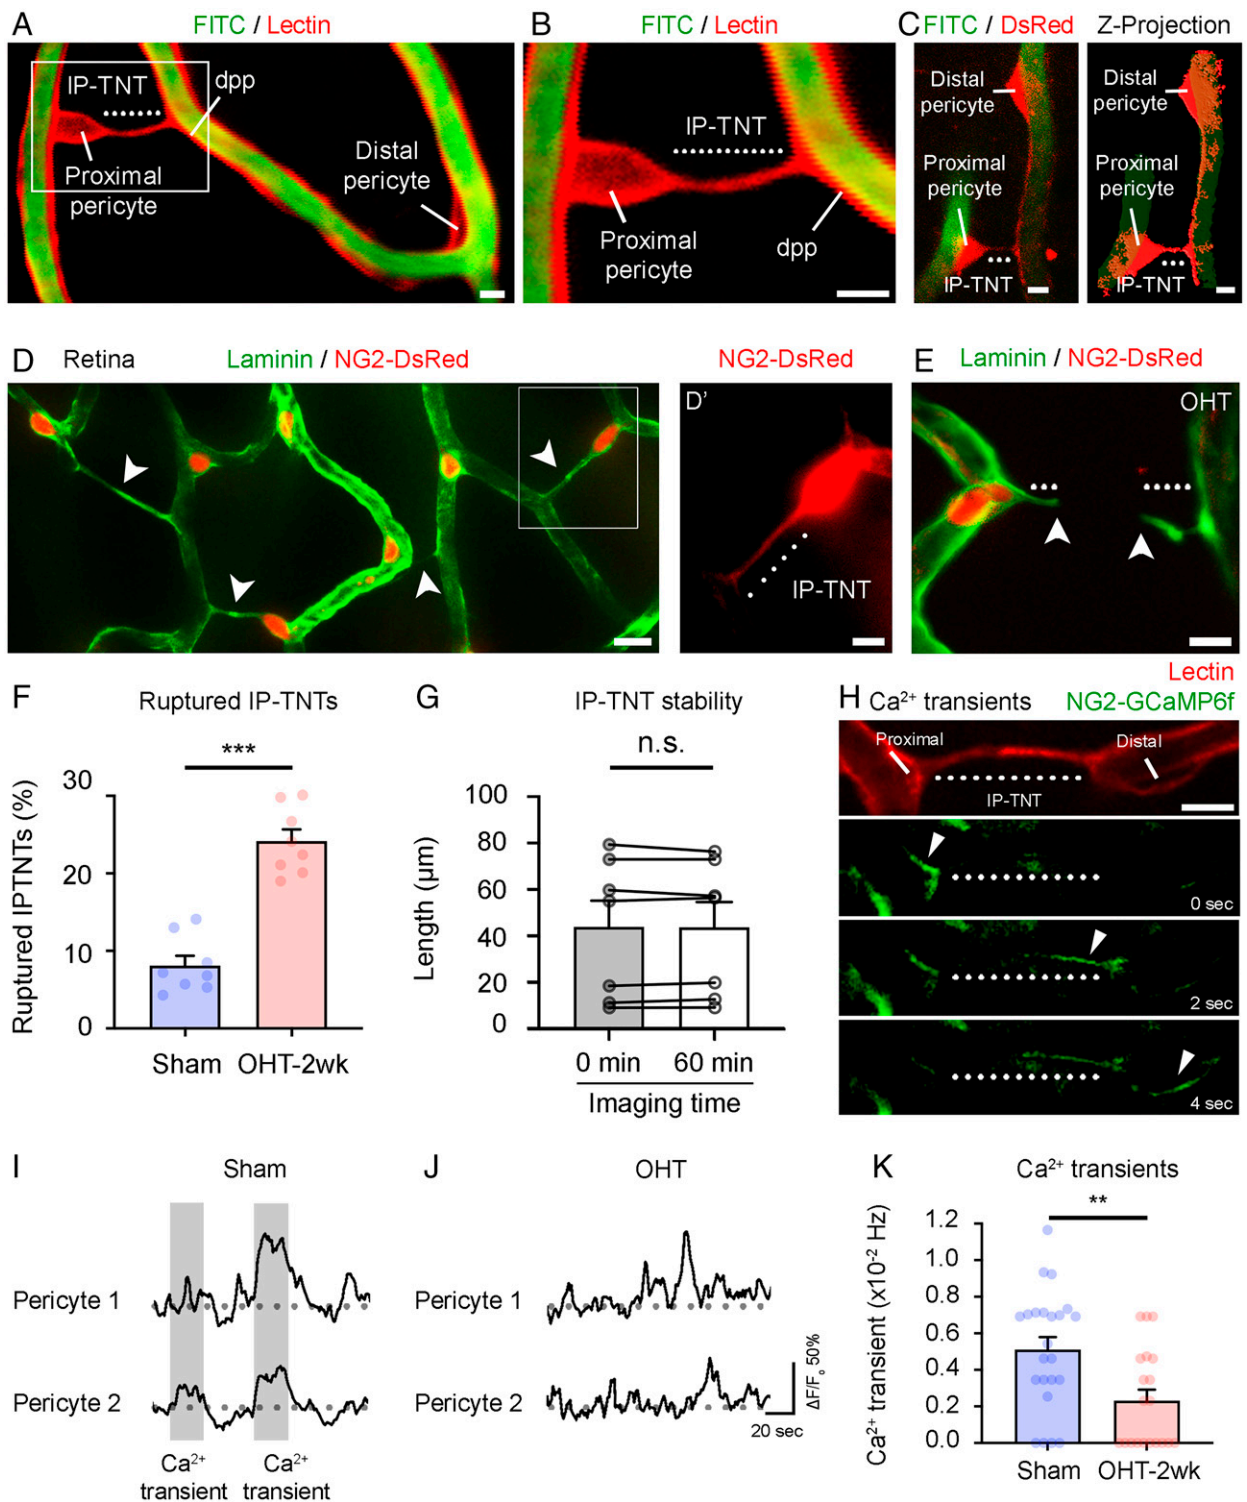 A FITC / Lectin
IP-TNT
dpp
Proximal
pericyte
Distal
pericyte
B FITC / Lectin
IP-TNT
Proximal
pericyte
dpp
C FITC / DsRed
Distal
pericyte
Proximal
pericyte
IP-TNT
Z-Projection
Distal
pericyte
Proximal
pericyte
IP-TNT
D Retina Laminin / NG2-DsRed
NG2-DsRed
D'
IP-TNT
E Laminin / NG2-DsRed
OHT
F Ruptured IP-TNTs
***
Ruptured IPTNTs (%)
30
20
10
0
Sham OHT-2wk
G IP-TNT stability
n.s.
Length (µm)
100
80
60
40
20
0
0 min 60 min
Imaging time
Lectin
H Ca²⁺ transients NG2-GCaMP6f
Proximal
Distal
IP-TNT
0 sec
2 sec
4 sec
I Sham
Pericyte 1
Pericyte 2
Ca²⁺
transient
Ca²⁺
transient
J OHT
Pericyte 1
Pericyte 2
ΔF/F₀ 50%
20 sec
K Ca²⁺ transients
**
Ca²⁺ transient (x10⁻² Hz)
1.2
1.0
0.8
0.6
0.4
0.2
0.0
Sham OHT-2wk